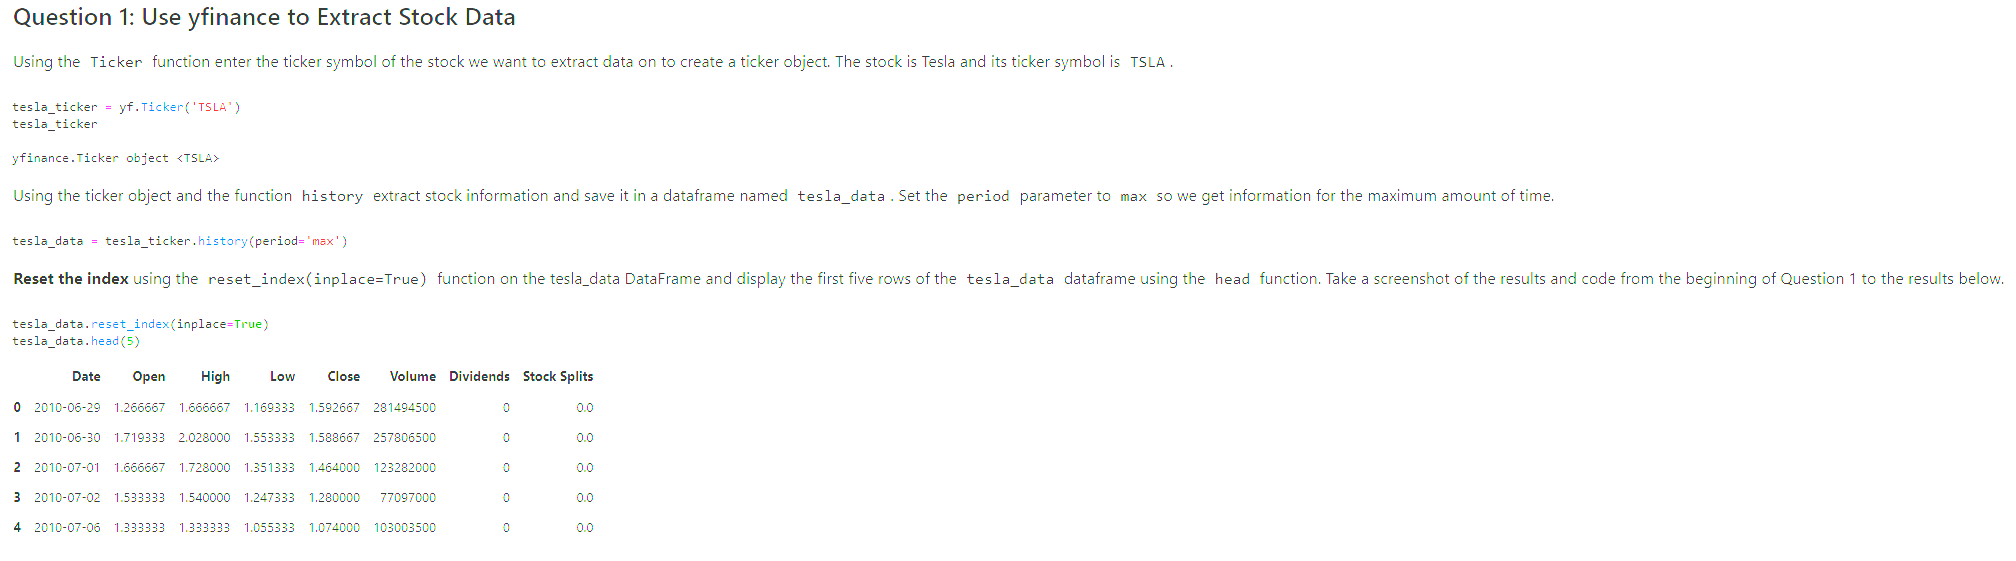 Question 1: Use yfinance to Extract Stock Data
Using the Ticker function enter the ticker symbol of the stock we want to extract data on to create a ticker object. The stock is Tesla and its ticker symbol is TSLA .
tesla_ticker = yf.Ticker('TSLA')
tesla_ticker
yfinance.Ticker object <TSLA>
Using the ticker object and the function history extract stock information and save it in a dataframe named tesla_data . Set the period parameter to max so we get information for the maximum amount of time.
tesla_data = tesla_ticker.history(period='max')
Reset the index using the reset_index(inplace=True) function on the tesla_data DataFrame and display the first five rows of the tesla_data dataframe using the head function. Take a screenshot of the results and code from the beginning of Question 1 to the results below.
tesla_data.reset_index(inplace=True)
tesla_data.head(5)
Date Open High Low Close Volume Dividends Stock Splits
0 2010-06-29 1.266667 1.666667 1.169333 1.592667 281494500 0 0.0
1 2010-06-30 1.719333 2.028000 1.553333 1.588667 257806500 0 0.0
2 2010-07-01 1.666667 1.728000 1.351333 1.464000 123282000 0 0.0
3 2010-07-02 1.533333 1.540000 1.247333 1.280000 77097000 0 0.0
4 2010-07-06 1.333333 1.333333 1.055333 1.074000 103003500 0 0.0